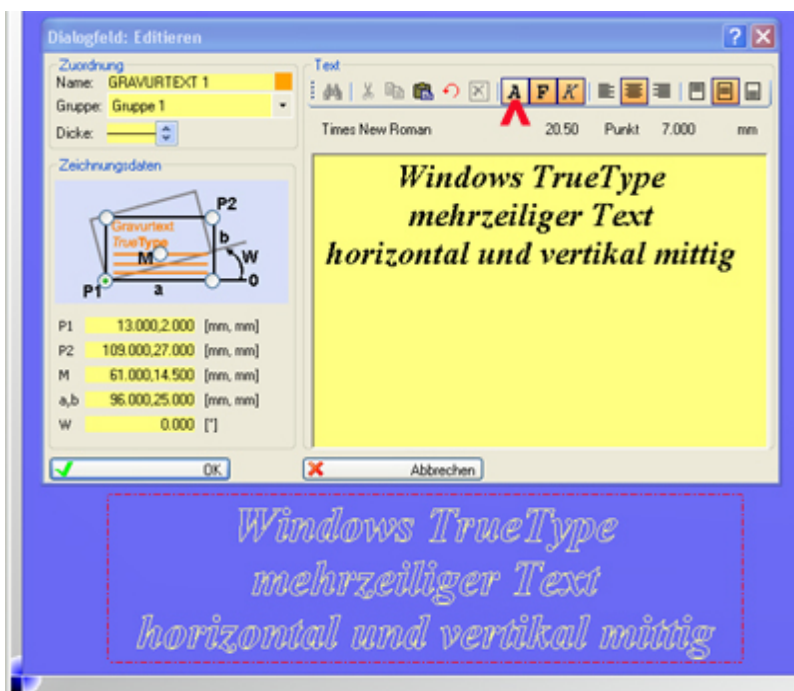 Dialogfeld: Editieren
Zuordnung
Name: GRAVURTEXT 1
Gruppe: Gruppe 1
Dicke:
Zeichnungsdaten
Gravurtext
TrueType
P2
M
b
W
P1
a
0
P1 13.000,2.000 [mm, mm]
P2 109.000,27.000 [mm, mm]
M 61.000,14.500 [mm, mm]
a,b 96.000,25.000 [mm, mm]
W 0.000 [°]
OK
Text
A F K
Times New Roman 20.50 Punkt 7.000 mm
Windows TrueType
mehrzeiliger Text
horizontal und vertikal mittig
Abbrechen
Windows TrueType
mehrzeiliger Text
horizontal und vertikal mittig